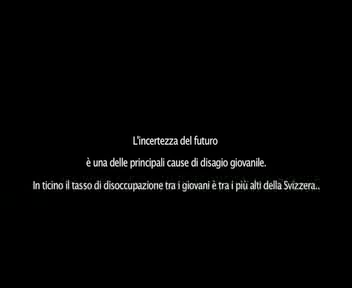 L'incertezza del futuro
è una delle principali cause di disagio giovanile.
In ticino il tasso di disoccupazione tra i giovani è tra i più alti della Svizzera..